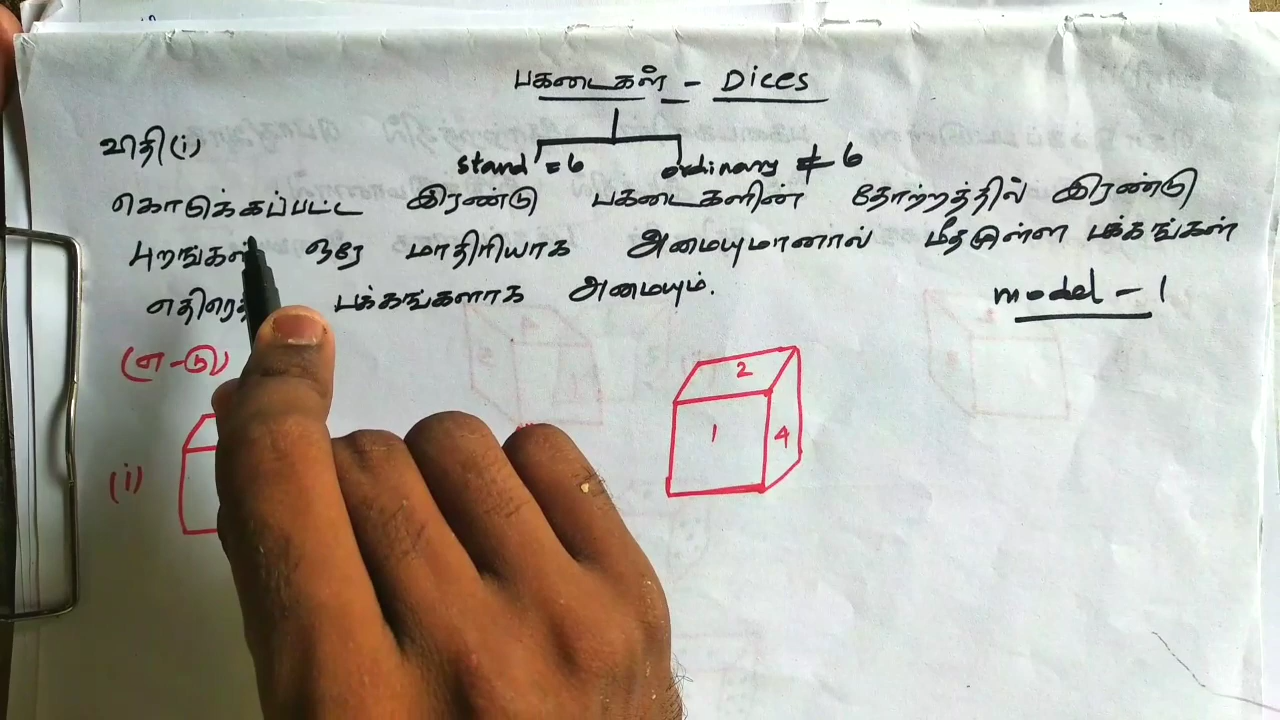 பகடைகள் - Dices
விதி (i)
stand = 6 ordinary ≠ 6
கொடுக்கப்பட்ட இரண்டு பகடைகளின் தோற்றத்தில் இரண்டு
ஒரே மாதிரியாக அமையுமானால் மீதமுள்ள பக்கங்கள்
பக்கங்களாக அமையும்.
model - 1
(எ-டு)
2
1 4
(i)